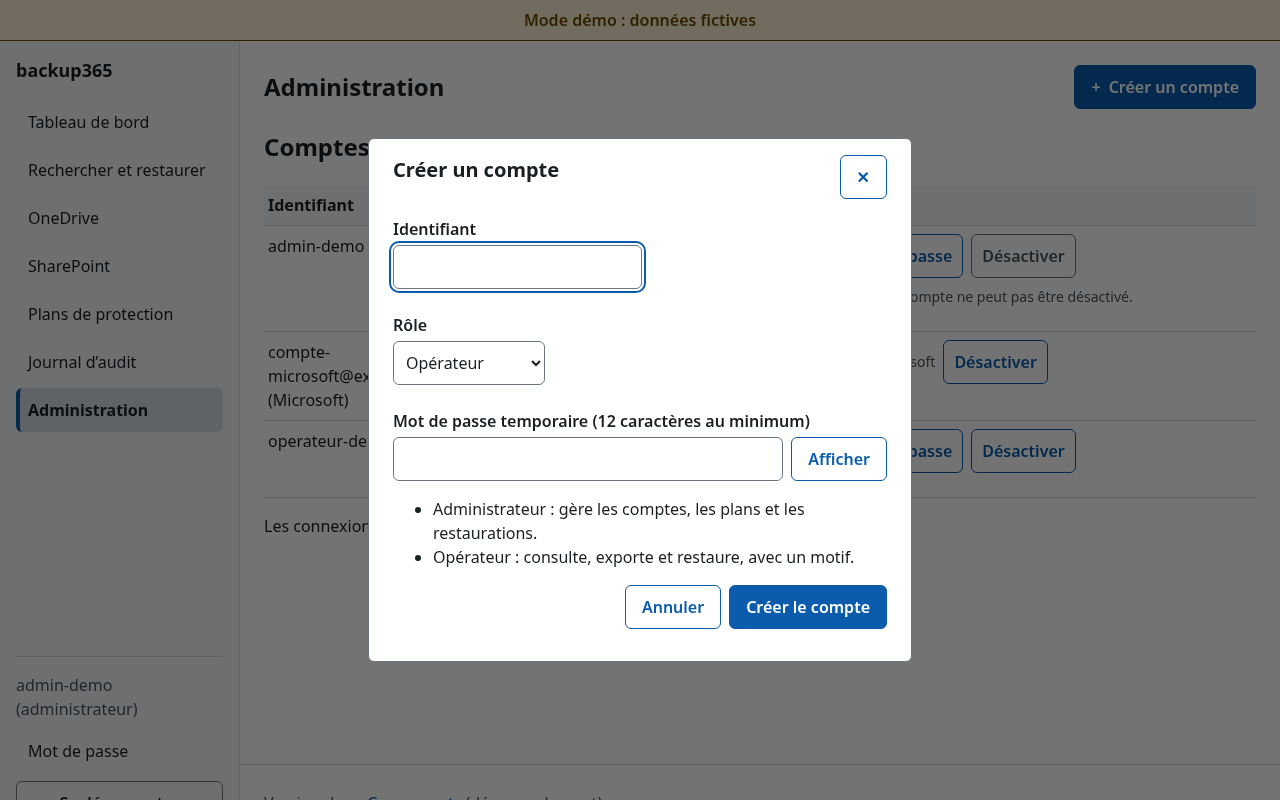 Mode démo : données fictives
backup365
Tableau de bord
Rechercher et restaurer
OneDrive
SharePoint
Plans de protection
Journal d’audit
Administration
admin-demo
(administrateur)
Mot de passe
Administration
+ Créer un compte
Comptes
Identifiant
admin-demo
passe
Désactiver
compte ne peut pas être désactivé.
compte-
microsoft@ex
(Microsoft)
soft
Désactiver
operateur-de
passe
Désactiver
Les connexion
Créer un compte
×
Identifiant
Rôle
Opérateur
Mot de passe temporaire (12 caractères au minimum)
Afficher
Administrateur : gère les comptes, les plans et les
restaurations.
Opérateur : consulte, exporte et restaure, avec un motif.
Annuler
Créer le compte